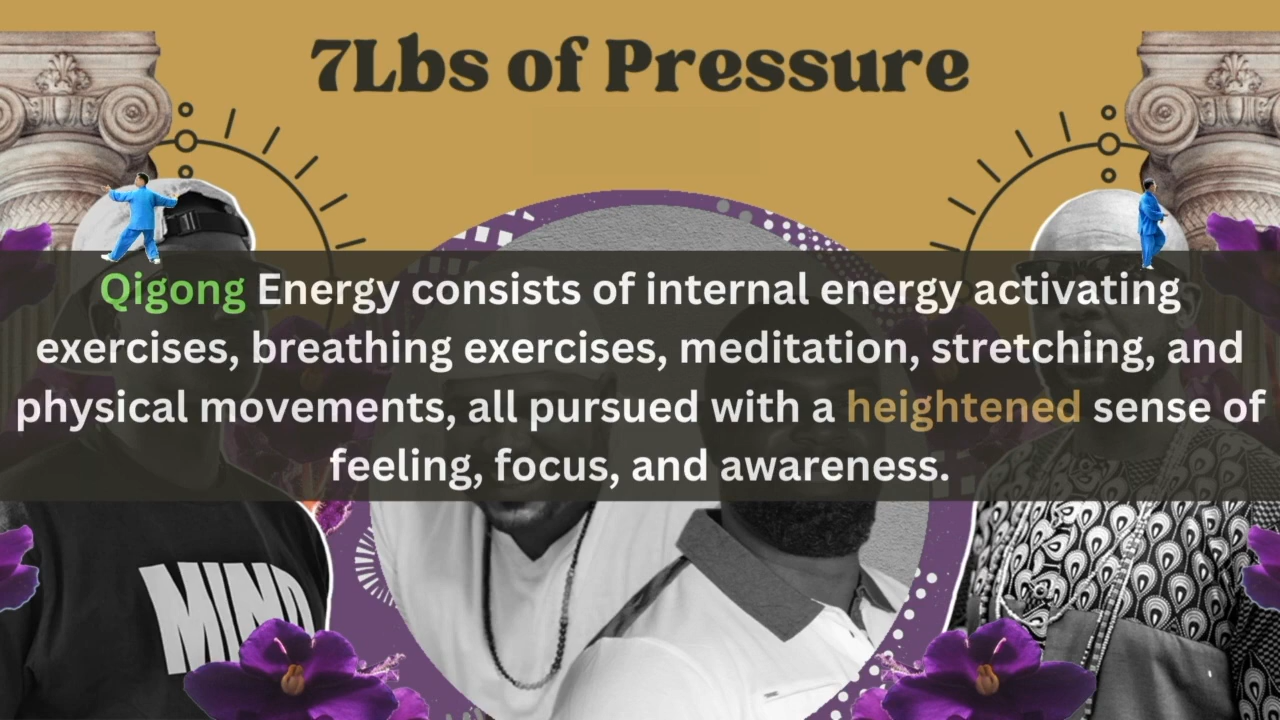 7Lbs of Pressure
Qigong Energy consists of internal energy activating
exercises, breathing exercises, meditation, stretching, and
physical movements, all pursued with a heightened sense of
feeling, focus, and awareness.
MIND